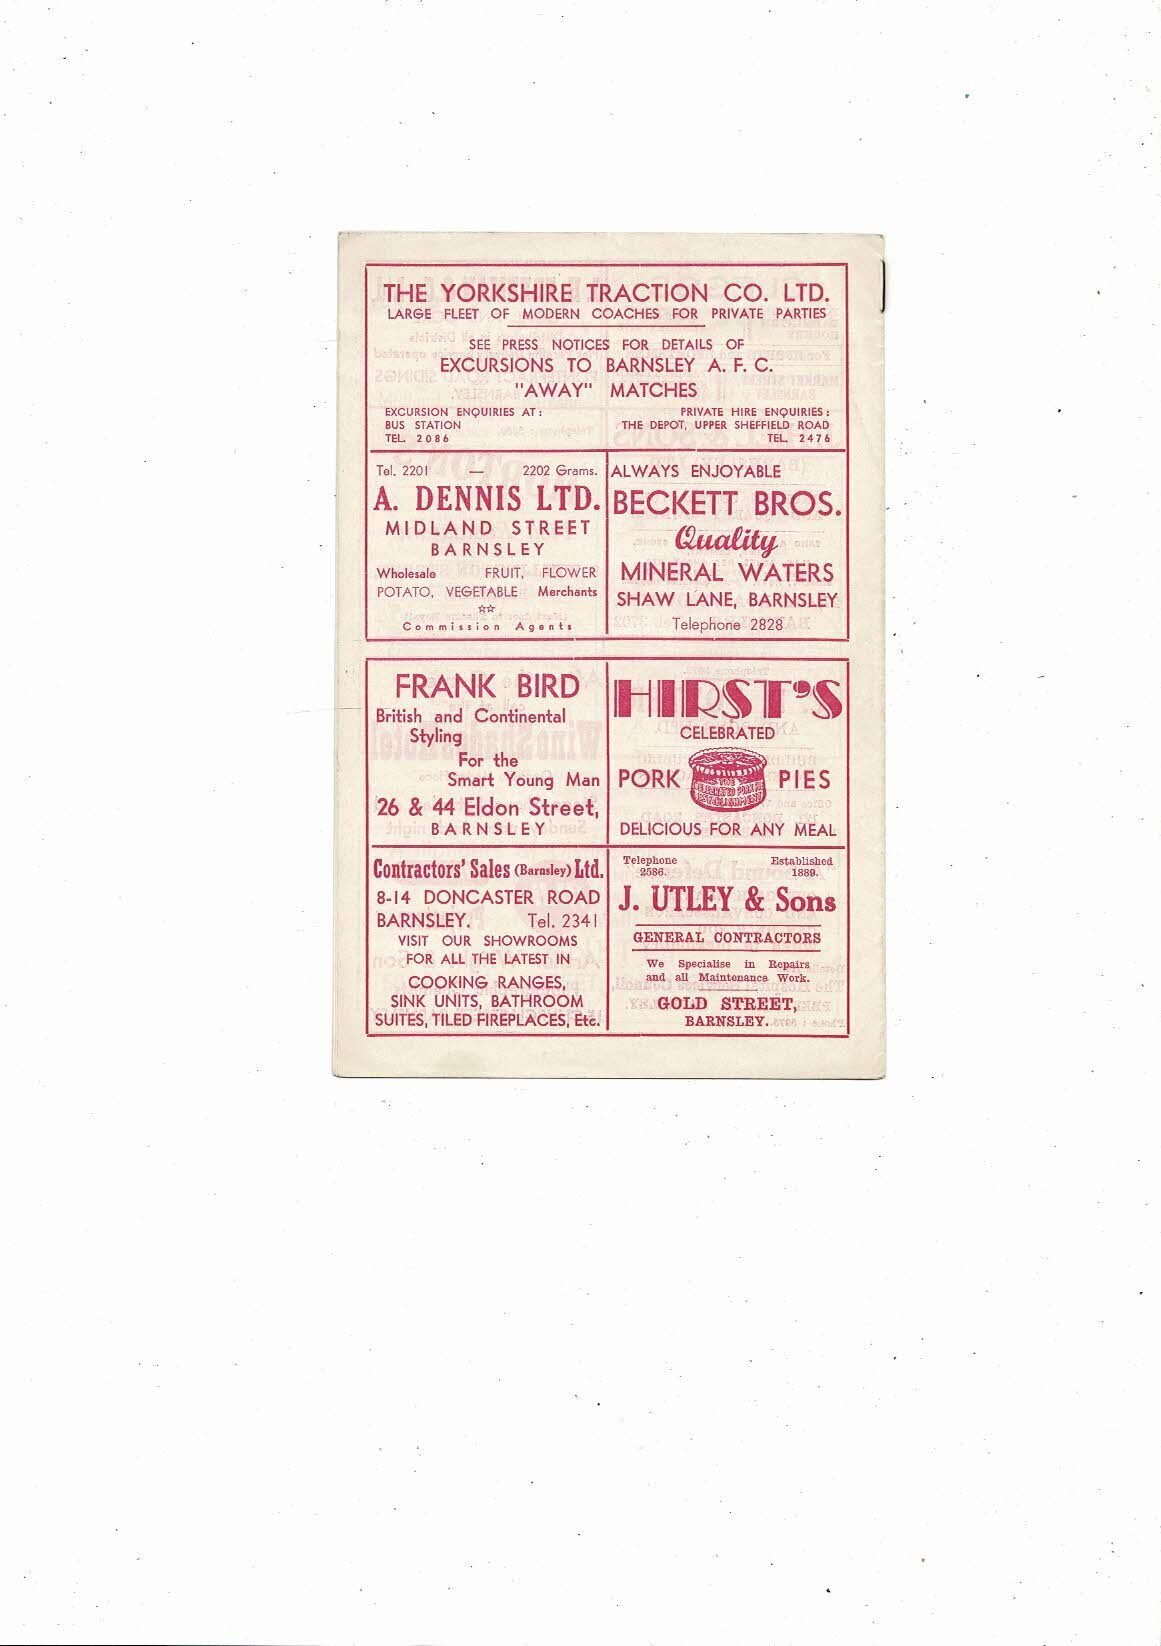 THE YORKSHIRE TRACTION CO. LTD.
LARGE FLEET OF MODERN COACHES FOR PRIVATE PARTIES
SEE PRESS NOTICES FOR DETAILS OF
EXCURSIONS TO BARNSLEY A. F. C.
"AWAY" MATCHES
EXCURSION ENQUIRIES AT:
BUS STATION
TEL. 2086
PRIVATE HIRE ENQUIRIES:
THE DEPOT, UPPER SHEFFIELD ROAD
TEL. 2476
Tel. 2201 — 2202 Grams.
A. DENNIS LTD.
MIDLAND STREET
BARNSLEY
Wholesale FRUIT, FLOWER
POTATO, VEGETABLE Merchants
☆☆
Commission Agents
ALWAYS ENJOYABLE
BECKETT BROS.
Quality
MINERAL WATERS
SHAW LANE, BARNSLEY
Telephone 2828
FRANK BIRD
British and Continental
Styling
For the
Smart Young Man
26 & 44 Eldon Street,
BARNSLEY
HIRST'S
CELEBRATED
PORK PIES
THE
CELEBRATED PORK PIE
ESTABLISHMENT
DELICIOUS FOR ANY MEAL
Contractors' Sales (Barnsley) Ltd.
8-14 DONCASTER ROAD
BARNSLEY. Tel. 2341
VISIT OUR SHOWROOMS
FOR ALL THE LATEST IN
COOKING RANGES,
SINK UNITS, BATHROOM
SUITES, TILED FIREPLACES, Etc.
Telephone 2586.
Established 1889.
J. UTLEY & Sons
GENERAL CONTRACTORS
We Specialise in Repairs
and all Maintenance Work.
GOLD STREET,
BARNSLEY.